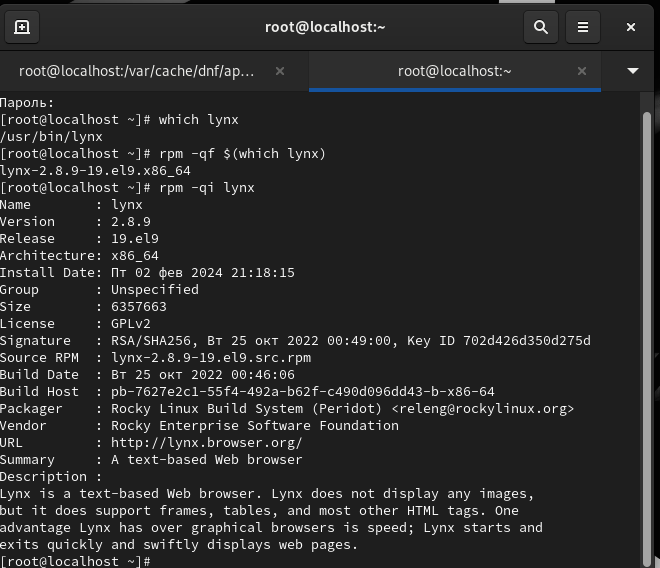 root@localhost:~
root@localhost:/var/cache/dnf/ap...
root@localhost:~
Пароль:
[root@localhost ~]# which lynx
/usr/bin/lynx
[root@localhost ~]# rpm -qf $(which lynx)
lynx-2.8.9-19.el9.x86_64
[root@localhost ~]# rpm -qi lynx
Name        : lynx
Version     : 2.8.9
Release     : 19.el9
Architecture: x86_64
Install Date: Пт 02 фев 2024 21:18:15
Group       : Unspecified
Size        : 6357663
License     : GPLv2
Signature   : RSA/SHA256, Вт 25 окт 2022 00:49:00, Key ID 702d426d350d275d
Source RPM  : lynx-2.8.9-19.el9.src.rpm
Build Date  : Вт 25 окт 2022 00:46:06
Build Host  : pb-7627e2c1-55f4-492a-b62f-c490d096dd43-b-x86-64
Packager    : Rocky Linux Build System (Peridot) <releng@rockylinux.org>
Vendor      : Rocky Enterprise Software Foundation
URL         : http://lynx.browser.org/
Summary     : A text-based Web browser
Description :
Lynx is a text-based Web browser. Lynx does not display any images,
but it does support frames, tables, and most other HTML tags. One
advantage Lynx has over graphical browsers is speed; Lynx starts and
exits quickly and swiftly displays web pages.
[root@localhost ~]#